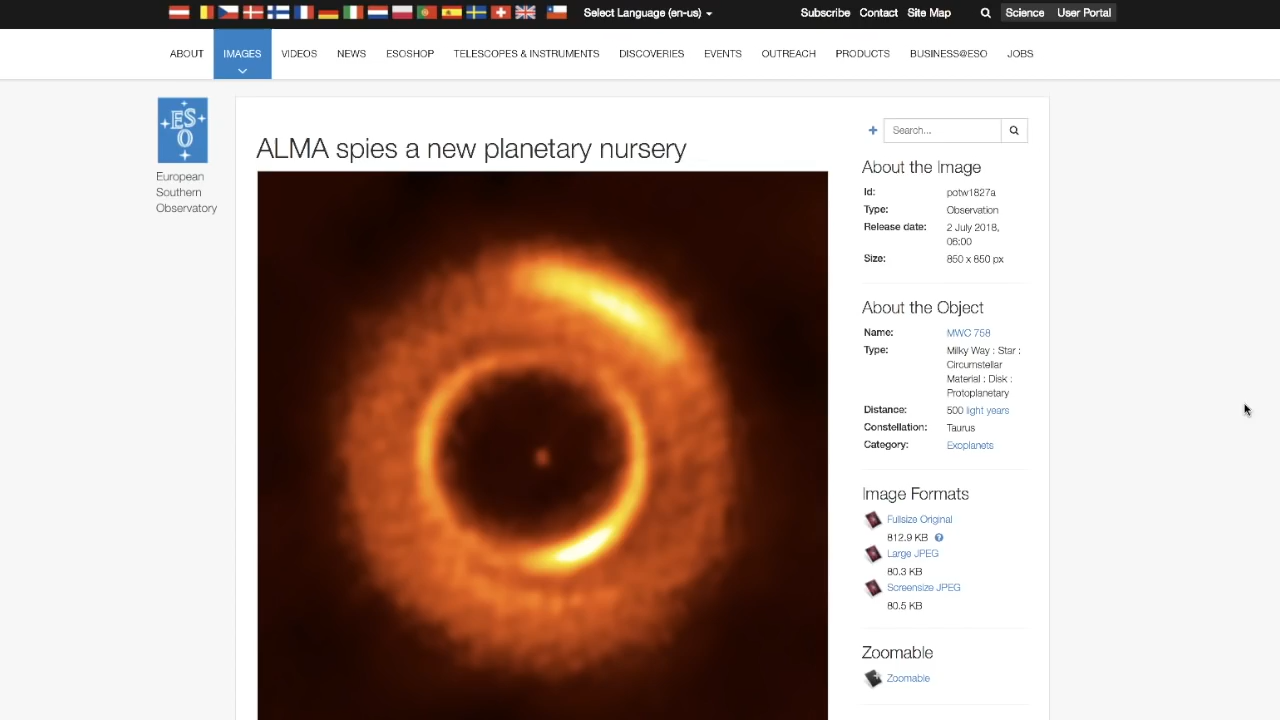 Select Language (en-us)
Subscribe Contact Site Map
Science User Portal
ABOUT IMAGES VIDEOS NEWS ESOSHOP TELESCOPES & INSTRUMENTS DISCOVERIES EVENTS OUTREACH PRODUCTS BUSINESS@ESO JOBS
ES
O
European
Southern
Observatory
ALMA spies a new planetary nursery
Search...
About the Image
Id: potw1827a
Type: Observation
Release date: 2 July 2018,
06:00
Size: 850 x 850 px
About the Object
Name: MWC 758
Type: Milky Way : Star :
Circumstellar
Material : Disk :
Protoplanetary
Distance: 500 light years
Constellation: Taurus
Category: Exoplanets
Image Formats
Fullsize Original
812.9 KB
Large JPEG
80.3 KB
Screensize JPEG
80.5 KB
Zoomable
Zoomable